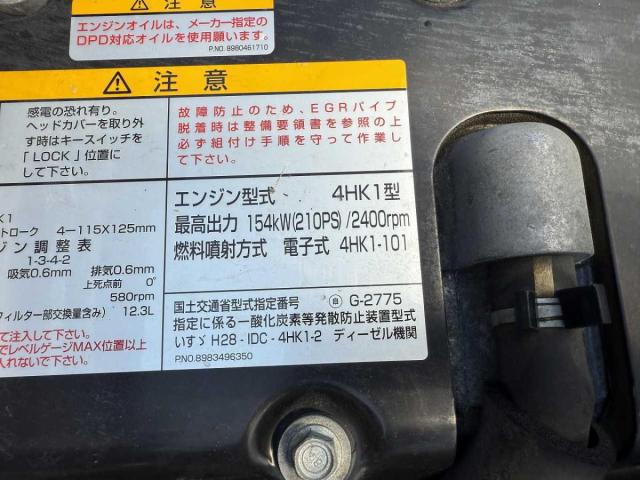 注意
エンジンオイルは、メーカー指定の
DPD対応オイルを使用願います。
P.NO.8980461710
注意
感電の恐れ有り。
ヘッドカバーを取り外
す時はキースイッチを
「LOCK」位置に
して下さい。
故障防止のため、EGRパイプ
脱着時は整備要領書を参照の上
必ず組付け手順を守って作業し
て下さい。
K1
トローク 4-115X125mm
ジン調整表
1-3-4-2
吸気0.6mm 排気0.6mm
上死点前 0°
580rpm
フィルター部交換量含み) 12.3L
て注入して下さい。
でレベルゲージMAX位置以上
入れないで下さい。
エンジン型式 4HK1型
最高出力 154kW(210PS)/2400rpm
燃料噴射方式 電子式 4HK1-101
国土交通省型式指定番号 自 G-2775
指定に係る一酸化炭素等発散防止装置型式
いすゞ H28-IDC-4HK1-2 ディーゼル機関
P.NO.8983496350